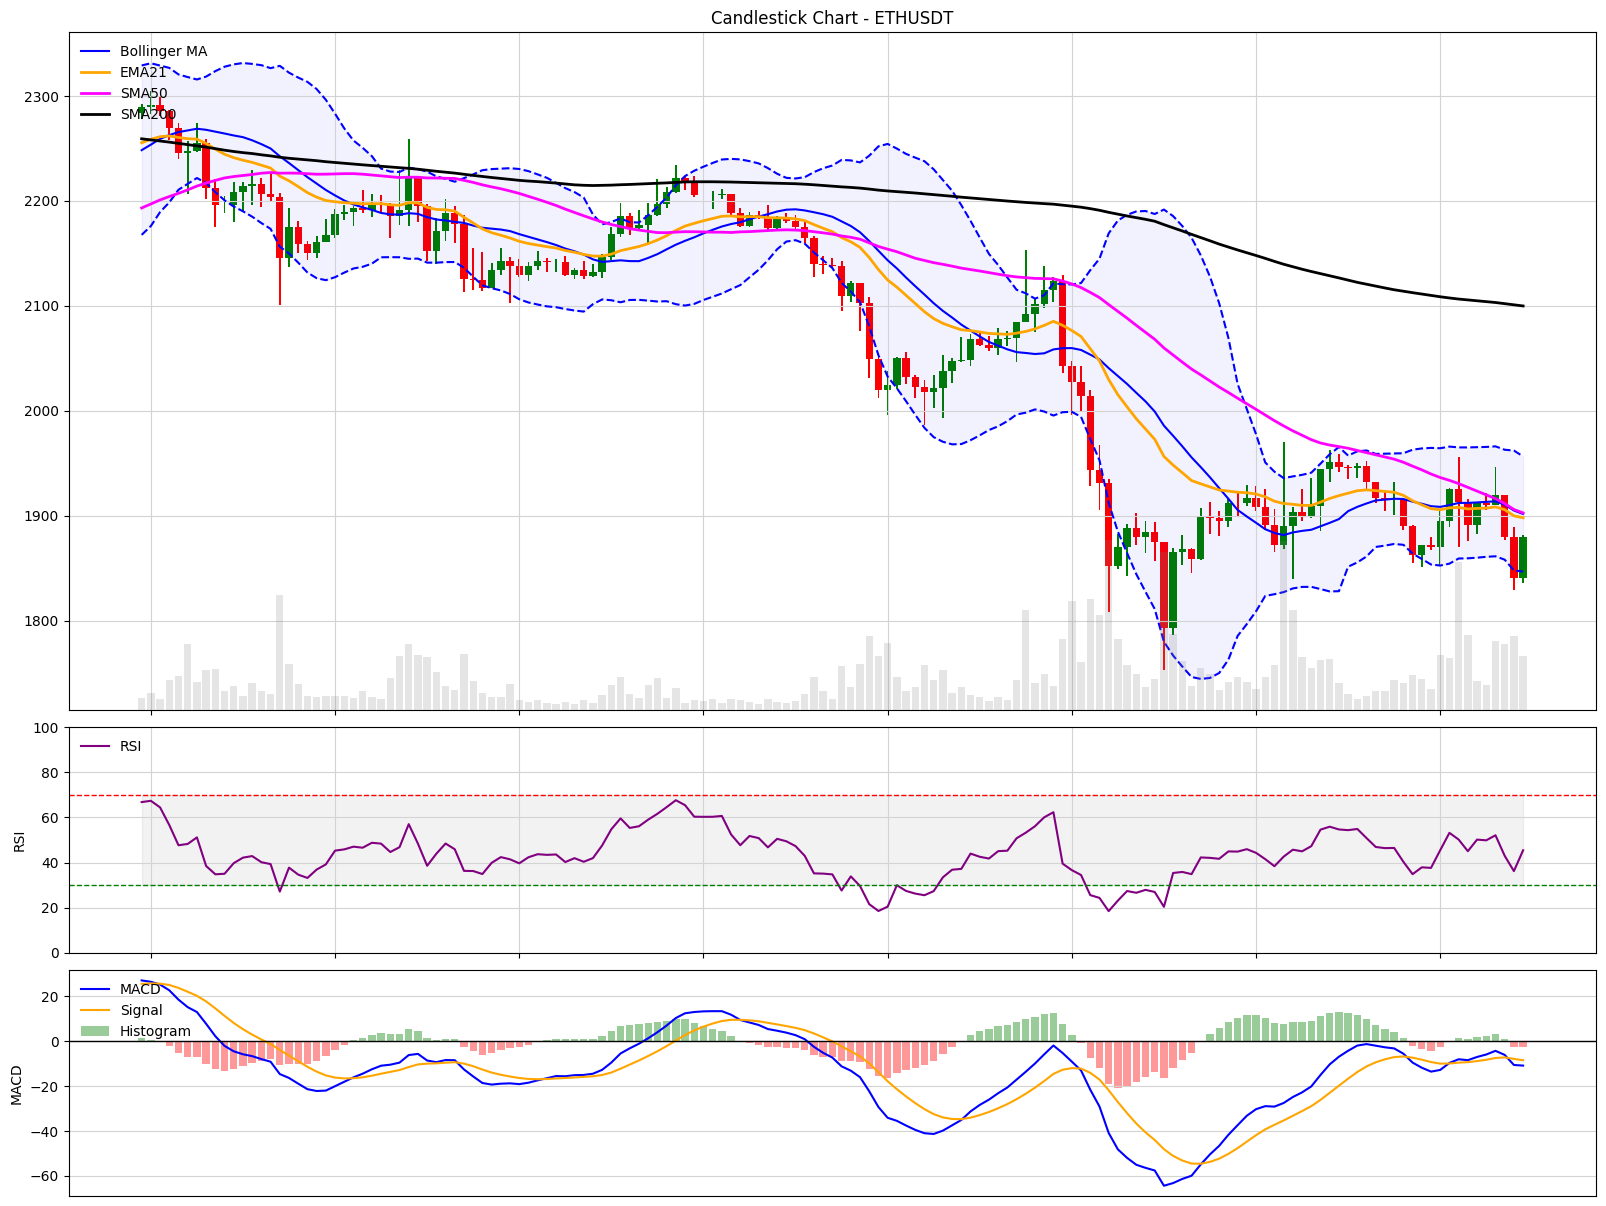 Candlestick Chart - ETHUSDT
Bollinger MA
EMA21
SMA50
SMA200
2300
2200
2100
2000
1900
1800
RSI
100
80
60
40
20
0
RSI
MACD
Signal
Histogram
20
0
−20
−40
−60
MACD